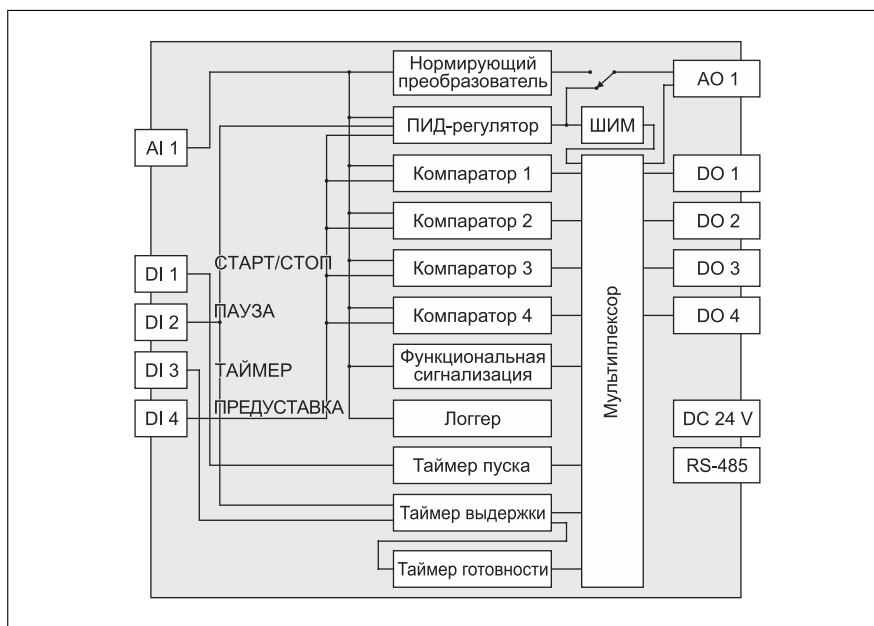 Нормирующий
преобразователь
AO 1
ПИД-регулятор
ШИМ
AI 1
Компаратор 1
DO 1
Компаратор 2
DO 2
СТАРТ/СТОП
DI 1
Компаратор 3
DO 3
ПАУЗА
DI 2
Компаратор 4
DO 4
Мультиплексор
DI 3
ТАЙМЕР
Функциональная
сигнализация
DI 4
ПРЕДУСТАВКА
Логгер
DC 24 V
Таймер пуска
RS-485
Таймер выдержки
Таймер готовности